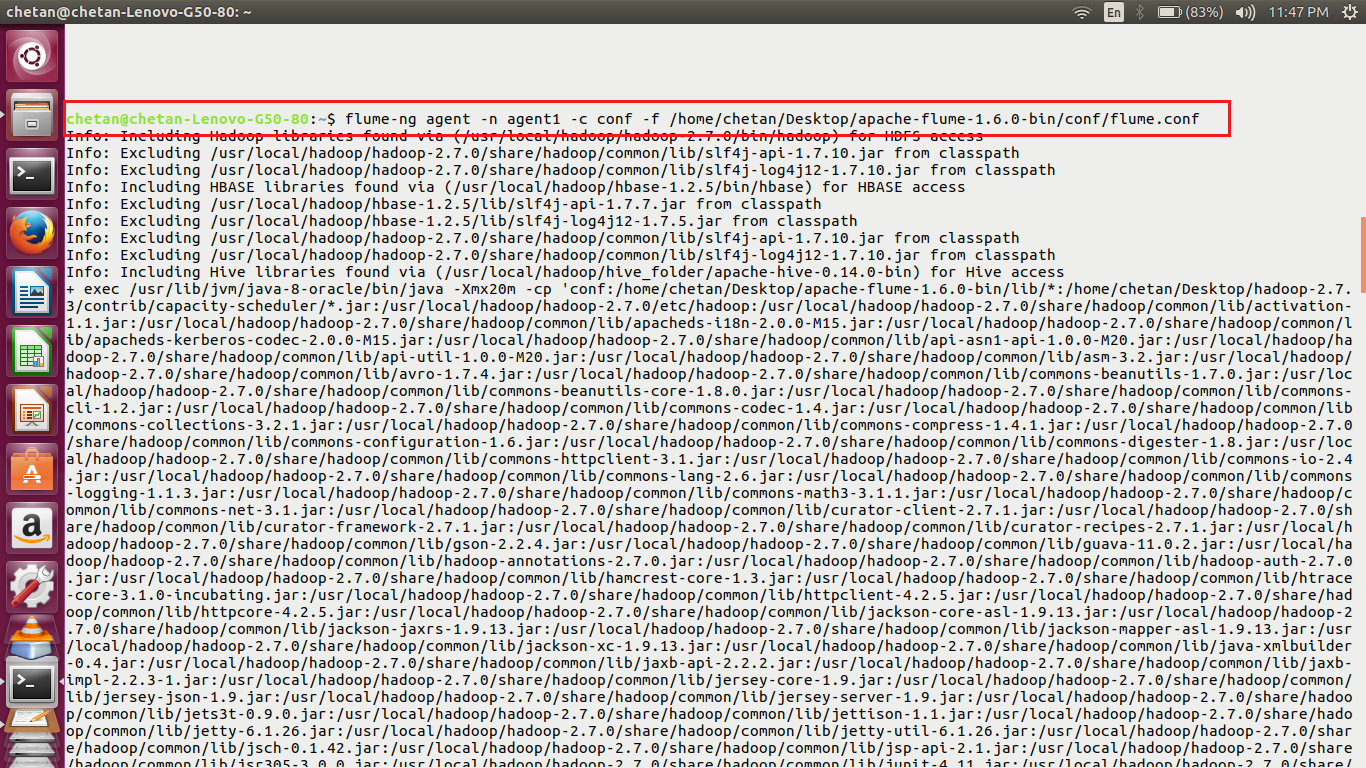 chetan@chetan-Lenovo-G50-80: ~
En
(83%)
11:47 PM
chetan@chetan-Lenovo-G50-80:~$ flume-ng agent -n agent1 -c conf -f /home/chetan/Desktop/apache-flume-1.6.0-bin/conf/flume.conf
Info: Including Hadoop libraries found via (/usr/local/hadoop/hadoop-2.7.0/bin/hadoop) for HDFS access
Info: Excluding /usr/local/hadoop/hadoop-2.7.0/share/hadoop/common/lib/slf4j-api-1.7.10.jar from classpath
Info: Excluding /usr/local/hadoop/hadoop-2.7.0/share/hadoop/common/lib/slf4j-log4j12-1.7.10.jar from classpath
Info: Including HBASE libraries found via (/usr/local/hadoop/hbase-1.2.5/bin/hbase) for HBASE access
Info: Excluding /usr/local/hadoop/hbase-1.2.5/lib/slf4j-api-1.7.7.jar from classpath
Info: Excluding /usr/local/hadoop/hbase-1.2.5/lib/slf4j-log4j12-1.7.5.jar from classpath
Info: Excluding /usr/local/hadoop/hadoop-2.7.0/share/hadoop/common/lib/slf4j-api-1.7.10.jar from classpath
Info: Excluding /usr/local/hadoop/hadoop-2.7.0/share/hadoop/common/lib/slf4j-log4j12-1.7.10.jar from classpath
Info: Including Hive libraries found via (/usr/local/hadoop/hive_folder/apache-hive-0.14.0-bin) for Hive access
+ exec /usr/lib/jvm/java-8-oracle/bin/java -Xmx20m -cp 'conf:/home/chetan/Desktop/apache-flume-1.6.0-bin/lib/*:/home/chetan/Desktop/hadoop-2.7.
3/contrib/capacity-scheduler/*.jar:/usr/local/hadoop/hadoop-2.7.0/etc/hadoop:/usr/local/hadoop/hadoop-2.7.0/share/hadoop/common/lib/activation-
1.1.jar:/usr/local/hadoop/hadoop-2.7.0/share/hadoop/common/lib/apacheds-i18n-2.0.0-M15.jar:/usr/local/hadoop/hadoop-2.7.0/share/hadoop/common/l
ib/apacheds-kerberos-codec-2.0.0-M15.jar:/usr/local/hadoop/hadoop-2.7.0/share/hadoop/common/lib/api-asn1-api-1.0.0-M20.jar:/usr/local/hadoop/ha
doop-2.7.0/share/hadoop/common/lib/api-util-1.0.0-M20.jar:/usr/local/hadoop/hadoop-2.7.0/share/hadoop/common/lib/asm-3.2.jar:/usr/local/hadoop/
hadoop-2.7.0/share/hadoop/common/lib/avro-1.7.4.jar:/usr/local/hadoop/hadoop-2.7.0/share/hadoop/common/lib/commons-beanutils-1.7.0.jar:/usr/loc
al/hadoop/hadoop-2.7.0/share/hadoop/common/lib/commons-beanutils-core-1.8.0.jar:/usr/local/hadoop/hadoop-2.7.0/share/hadoop/common/lib/commons-
cli-1.2.jar:/usr/local/hadoop/hadoop-2.7.0/share/hadoop/common/lib/commons-codec-1.4.jar:/usr/local/hadoop/hadoop-2.7.0/share/hadoop/common/lib
/commons-collections-3.2.1.jar:/usr/local/hadoop/hadoop-2.7.0/share/hadoop/common/lib/commons-compress-1.4.1.jar:/usr/local/hadoop/hadoop-2.7.0
/share/hadoop/common/lib/commons-configuration-1.6.jar:/usr/local/hadoop/hadoop-2.7.0/share/hadoop/common/lib/commons-digester-1.8.jar:/usr/loc
al/hadoop/hadoop-2.7.0/share/hadoop/common/lib/commons-httpclient-3.1.jar:/usr/local/hadoop/hadoop-2.7.0/share/hadoop/common/lib/commons-io-2.4
.jar:/usr/local/hadoop/hadoop-2.7.0/share/hadoop/common/lib/commons-lang-2.6.jar:/usr/local/hadoop/hadoop-2.7.0/share/hadoop/common/lib/commons
-logging-1.1.3.jar:/usr/local/hadoop/hadoop-2.7.0/share/hadoop/common/lib/commons-math3-3.1.1.jar:/usr/local/hadoop/hadoop-2.7.0/share/hadoop/c
ommon/lib/commons-net-3.1.jar:/usr/local/hadoop/hadoop-2.7.0/share/hadoop/common/lib/curator-client-2.7.1.jar:/usr/local/hadoop/hadoop-2.7.0/sh
are/hadoop/common/lib/curator-framework-2.7.1.jar:/usr/local/hadoop/hadoop-2.7.0/share/hadoop/common/lib/curator-recipes-2.7.1.jar:/usr/local/h
adoop/hadoop-2.7.0/share/hadoop/common/lib/gson-2.2.4.jar:/usr/local/hadoop/hadoop-2.7.0/share/hadoop/common/lib/guava-11.0.2.jar:/usr/local/ha
doop/hadoop-2.7.0/share/hadoop/common/lib/hadoop-annotations-2.7.0.jar:/usr/local/hadoop/hadoop-2.7.0/share/hadoop/common/lib/hadoop-auth-2.7.0
.jar:/usr/local/hadoop/hadoop-2.7.0/share/hadoop/common/lib/hamcrest-core-1.3.jar:/usr/local/hadoop/hadoop-2.7.0/share/hadoop/common/lib/htrace
-core-3.1.0-incubating.jar:/usr/local/hadoop/hadoop-2.7.0/share/hadoop/common/lib/httpclient-4.2.5.jar:/usr/local/hadoop/hadoop-2.7.0/share/had
oop/common/lib/httpcore-4.2.5.jar:/usr/local/hadoop/hadoop-2.7.0/share/hadoop/common/lib/jackson-core-asl-1.9.13.jar:/usr/local/hadoop/hadoop-2
.7.0/share/hadoop/common/lib/jackson-jaxrs-1.9.13.jar:/usr/local/hadoop/hadoop-2.7.0/share/hadoop/common/lib/jackson-mapper-asl-1.9.13.jar:/usr
/local/hadoop/hadoop-2.7.0/share/hadoop/common/lib/jackson-xc-1.9.13.jar:/usr/local/hadoop/hadoop-2.7.0/share/hadoop/common/lib/java-xmlbuilder
-0.4.jar:/usr/local/hadoop/hadoop-2.7.0/share/hadoop/common/lib/jaxb-api-2.2.2.jar:/usr/local/hadoop/hadoop-2.7.0/share/hadoop/common/lib/jaxb-
impl-2.2.3-1.jar:/usr/local/hadoop/hadoop-2.7.0/share/hadoop/common/lib/jersey-core-1.9.jar:/usr/local/hadoop/hadoop-2.7.0/share/hadoop/common/
lib/jersey-json-1.9.jar:/usr/local/hadoop/hadoop-2.7.0/share/hadoop/common/lib/jersey-server-1.9.jar:/usr/local/hadoop/hadoop-2.7.0/share/hadoo
p/common/lib/jets3t-0.9.0.jar:/usr/local/hadoop/hadoop-2.7.0/share/hadoop/common/lib/jettison-1.1.jar:/usr/local/hadoop/hadoop-2.7.0/share/hado
op/common/lib/jetty-6.1.26.jar:/usr/local/hadoop/hadoop-2.7.0/share/hadoop/common/lib/jetty-util-6.1.26.jar:/usr/local/hadoop/hadoop-2.7.0/shar
e/hadoop/common/lib/jsch-0.1.42.jar:/usr/local/hadoop/hadoop-2.7.0/share/hadoop/common/lib/jsp-api-2.1.jar:/usr/local/hadoop/hadoop-2.7.0/share
/hadoop/common/lib/jsr305-3.0.0.jar:/usr/local/hadoop/hadoop-2.7.0/share/hadoop/common/lib/junit-4.11.jar:/usr/local/hadoop/hadoop-2.7.0/share/